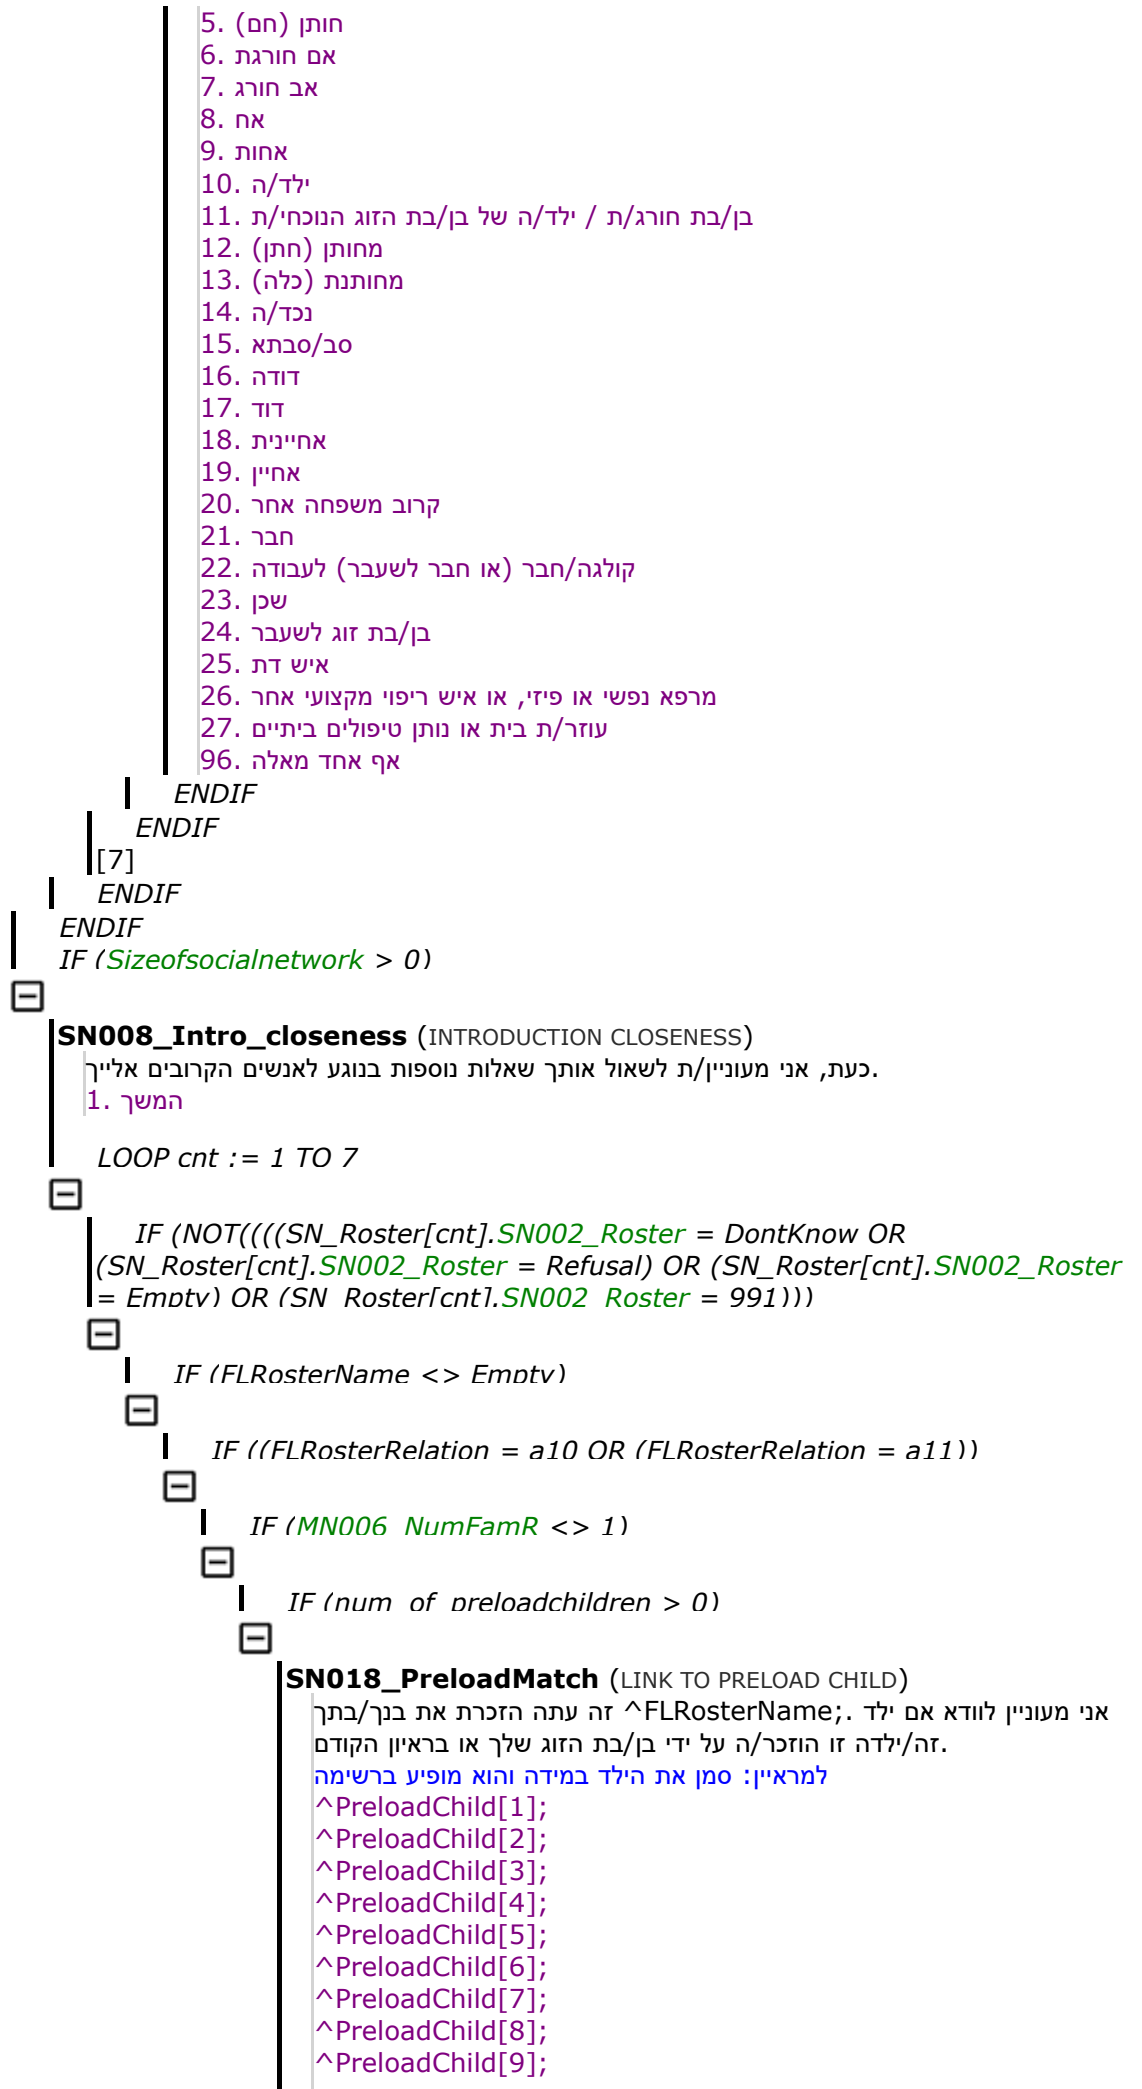 5. חותן (חם)
6. אם חורגת
7. אב חורג
8. אח
9. אחות
10. ילד/ה
11. בן/בת חורג/ת / ילד/ה של בן/בת הזוג הנוכחי/ת
12. מחותן (חתן)
13. מחותנת (כלה)
14. נכד/ה
15. סב/סבתא
16. דודה
17. דוד
18. אחיינית
19. אחיין
20. קרוב משפחה אחר
21. חבר
22. קולגה/חבר (או חבר לשעבר) לעבודה
23. שכן
24. בן/בת זוג לשעבר
25. איש דת
26. מרפא נפשי או פיזי, או איש ריפוי מקצועי אחר
27. עוזר/ת בית או נותן טיפולים ביתיים
96. אף אחד מאלה
ENDIF
ENDIF
[7]
ENDIF
ENDIF
IF (Sizeofsocialnetwork > 0)
SN008_Intro_closeness (INTRODUCTION CLOSENESS)
כעת, אני מעוניין/ת לשאול אותך שאלות נוספות בנוגע לאנשים הקרובים אלייך.
1. המשך
LOOP cnt := 1 TO 7
IF (NOT((((SN_Roster[cnt].SN002_Roster = DontKnow OR
(SN_Roster[cnt].SN002_Roster = Refusal) OR (SN_Roster[cnt].SN002_Roster
= Empty) OR (SN_Roster[cnt].SN002_Roster = 991)))
IF (FLRosterName <> Empty)
IF ((FLRosterRelation = a10 OR (FLRosterRelation = a11))
IF (MN006_NumFamR <> 1)
IF (num_of_preloadchildren > 0)
SN018_PreloadMatch (LINK TO PRELOAD CHILD)
זה עתה הזכרת את בנך/בתך ^FLRosterName;. אני מעוניין לוודא אם ילד
זה/ילדה זו הוזכר/ה על ידי בן/בת הזוג שלך או בראיון הקודם.
למראיין: סמן את הילד במידה והוא מופיע ברשימה
^PreloadChild[1];
^PreloadChild[2];
^PreloadChild[3];
^PreloadChild[4];
^PreloadChild[5];
^PreloadChild[6];
^PreloadChild[7];
^PreloadChild[8];
^PreloadChild[9];